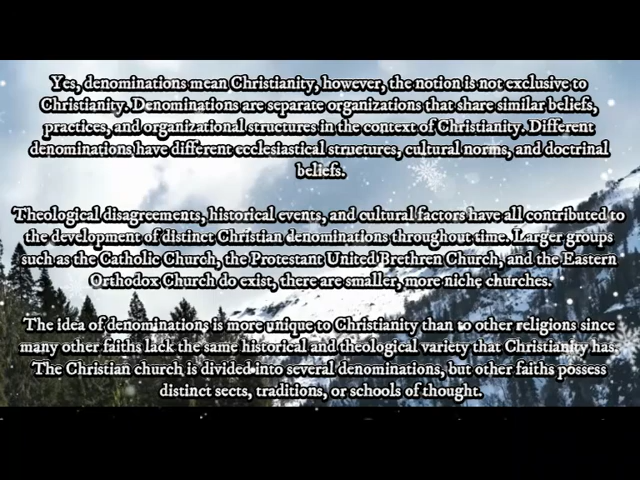 Yes, denominations mean Christianity, however, the notion is not exclusive to
Christianity. Denominations are separate organizations that share similar beliefs,
practices, and organizational structures in the context of Christianity. Different
denominations have different ecclesiastical structures, cultural norms, and doctrinal
beliefs.
Theological disagreements, historical events, and cultural factors have all contributed to
the development of distinct Christian denominations throughout time. Larger groups
such as the Catholic Church, the Protestant United Brethren Church, and the Eastern
Orthodox Church do exist, there are smaller, more niche churches.
The idea of denominations is more unique to Christianity than to other religions since
many other faiths lack the same historical and theological variety that Christianity has.
The Christian church is divided into several denominations, but other faiths possess
distinct sects, traditions, or schools of thought.